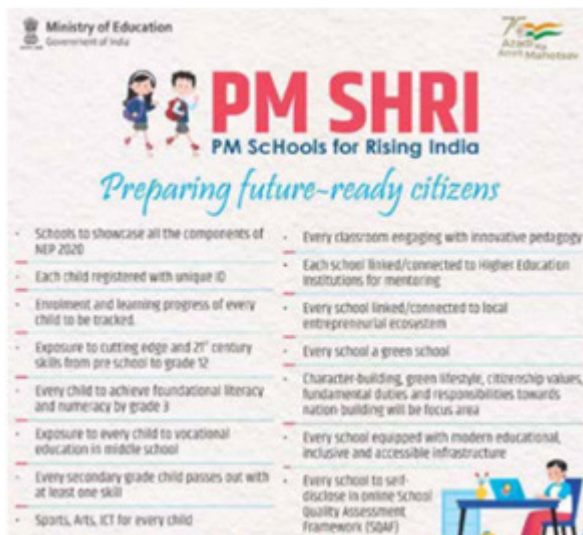 Ministry of Education
Government of India
Azadi Ka
Amrit Mahotsav
PM SHRI
PM ScHools for Rising India
Preparing future-ready citizens
• Schools to showcase all the components of
NEP 2020
• Each child registered with unique ID
• Enrolment and learning progress of every
child to be tracked.
• Exposure to cutting edge and 21st century
skills from pre school to grade 12
• Every child to achieve foundational literacy
and numeracy by grade 3
• Exposure to every child to vocational
education in middle school
• Every secondary grade child passes out with
at least one skill
• Sports, Arts, ICT for every child
• Every classroom engaging with innovative pedagogy
• Each school linked/connected to Higher Education
Institutions for mentoring
• Every school linked/connected to local
entrepreneurial ecosystem
• Every school a green school
• Character-building, green lifestyle, citizenship values,
fundamental duties and responsibilities towards
nation-building will be focus area
• Every school equipped with modern educational,
inclusive and accessible infrastructure
• Every school to self-
disclose in online School
Quality Assessment
Framework (SQAF)